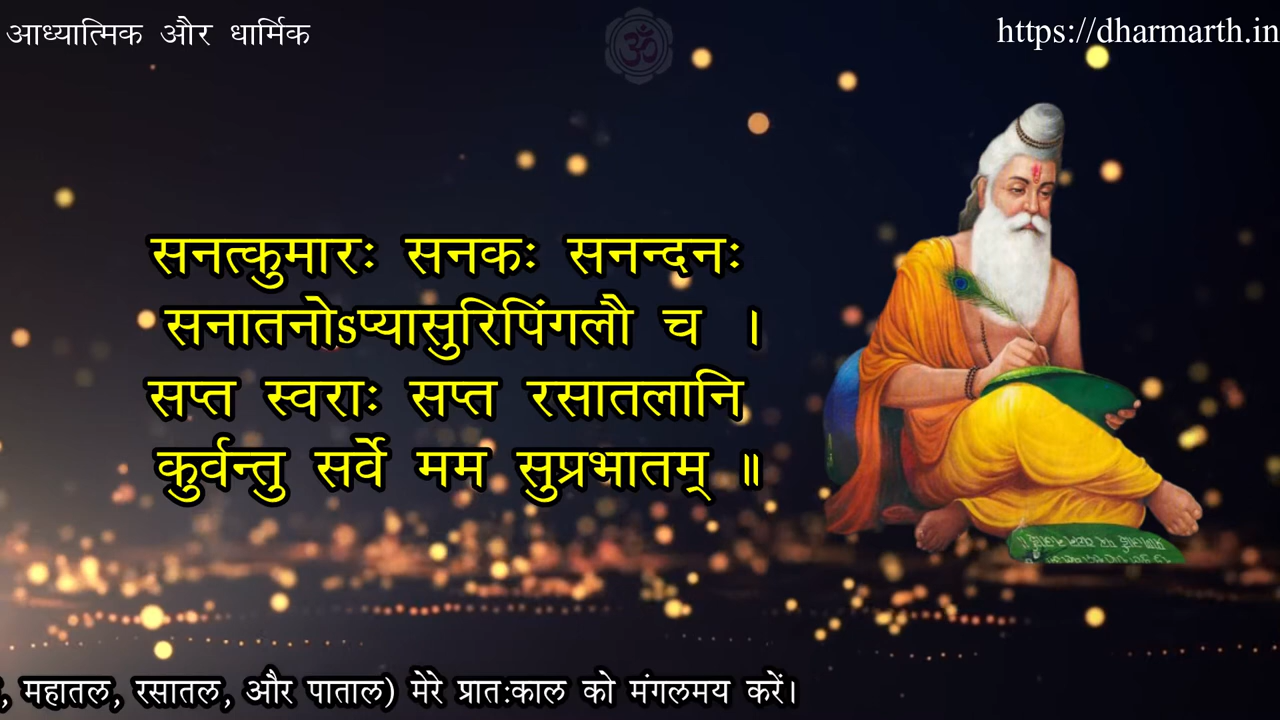 आध्यात्मिक और धार्मिक
https://dharmarth.in
ॐ
सनत्कुमारः सनकः सनन्दनः
सनातनोsप्यासुरिपिंगलौ च ।
सप्त स्वराः सप्त रसातलानि
कुर्वन्तु सर्वे मम सुप्रभातम् ॥
, महातल, रसातल, और पाताल) मेरे प्रातःकाल को मंगलमय करें।